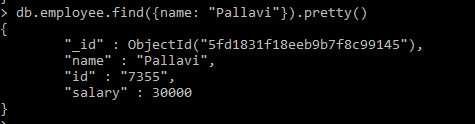 > db.employee.find({name: "Pallavi"}).pretty()
{
        "_id" : ObjectId("5fd1831f18eeb9b7f8c99145"),
        "name" : "Pallavi",
        "id" : "7355",
        "salary" : 30000
}
>